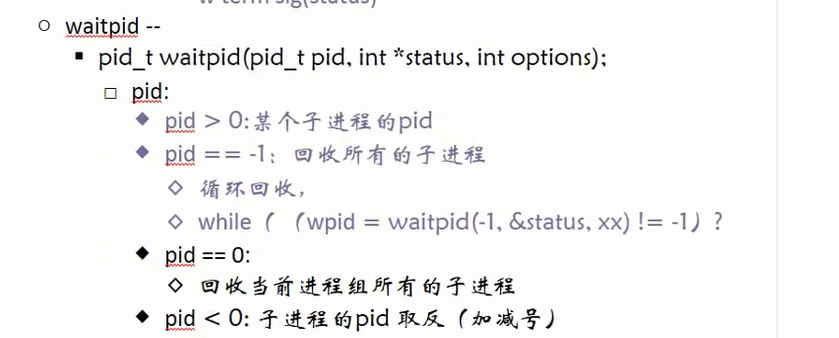 waitpid --
pid_t waitpid(pid_t pid, int *status, int options);
pid:
pid > 0:某个子进程的pid
pid == -1：回收所有的子进程
循环回收，
while（（wpid = waitpid(-1, &status, xx) != -1）?
pid == 0:
回收当前进程组所有的子进程
pid < 0: 子进程的pid 取反（加减号）